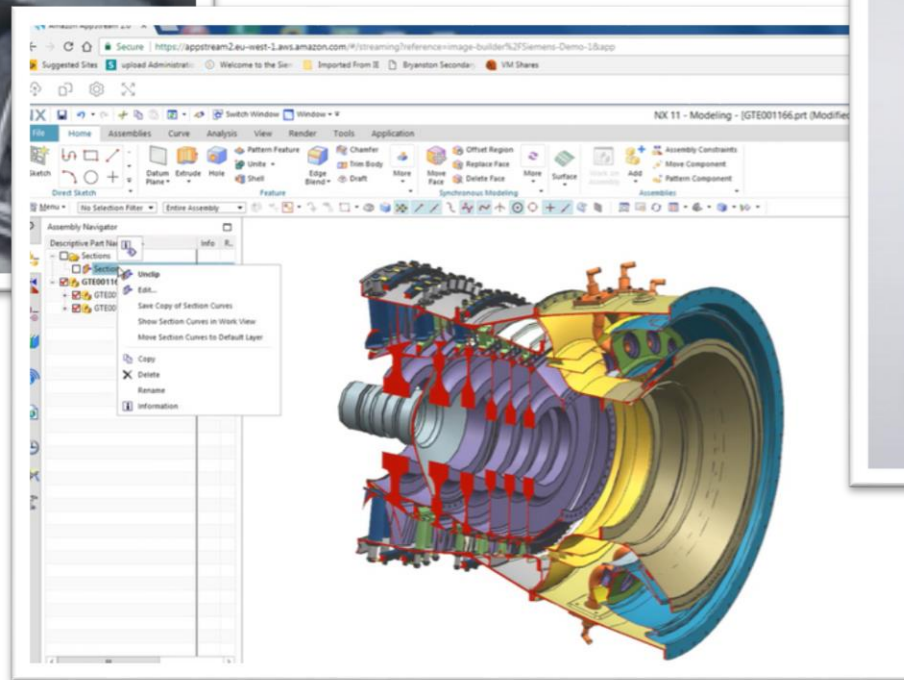 Amazon AppStream 2.0
Secure | https://appstream2.eu-west-1.aws.amazon.com/#/streaming?reference=image-builder%2FSiemens-Demo-1&app
Suggested Sites upload Administratio Welcome to the Sie Imported From IE Bryanston Secondary VM Shares
NX Switch Window Window NX 11 - Modeling - [GTE001166.prt (Modified
File Home Assemblies Curve Analysis View Render Tools Application
Pattern Feature Chamfer Offset Region Assembly Constraints
Unite Trim Body Replace Face Move Component
Shell Draft Delete Face Pattern Component
Sketch Datum Plane Extrude Hole Edge Blend More Move Face More Surface Add
Direct Sketch Feature Synchronous Modeling Assemblies
Menu No Selection Filter Entire Assembly
Assembly Navigator
Descriptive Part Na Info R..
Sections
Section
GTE001166
GTE00
GTE00
Unclip
Edit...
Save Copy of Section Curves
Show Section Curves in Work View
Move Section Curves to Default Layer
Copy
Delete
Rename
Information